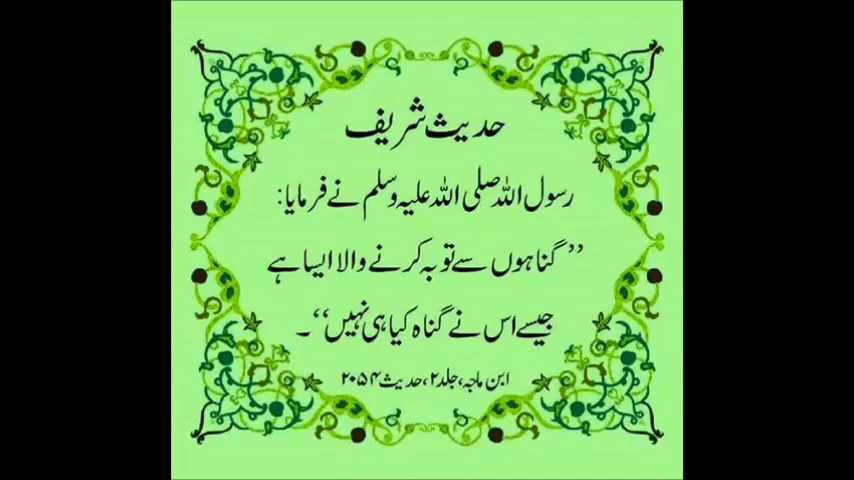 حدیث شریف
رسول اللہ صلی اللہ علیہ وسلم نے فرمایا:
”گناہوں سے توبہ کرنے والا ایسا ہے
جیسے اس نے گناہ کیا ہی نہیں“۔
ابن ماجہ، جلد ۲، حدیث ۲۰۵۴